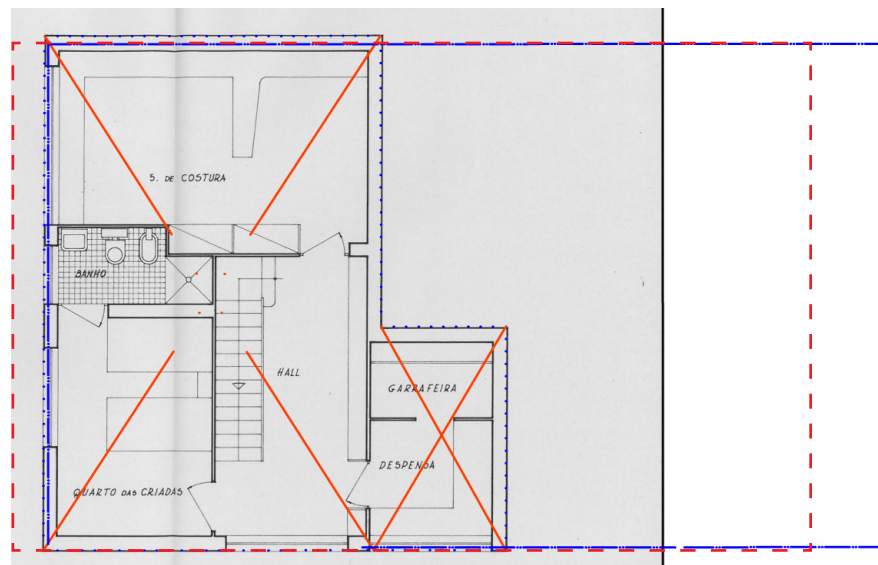 S. DE COSTURA
BANHO
HALL
GARRAFEIRA
DESPENSA
QUARTO DAS CRIADAS